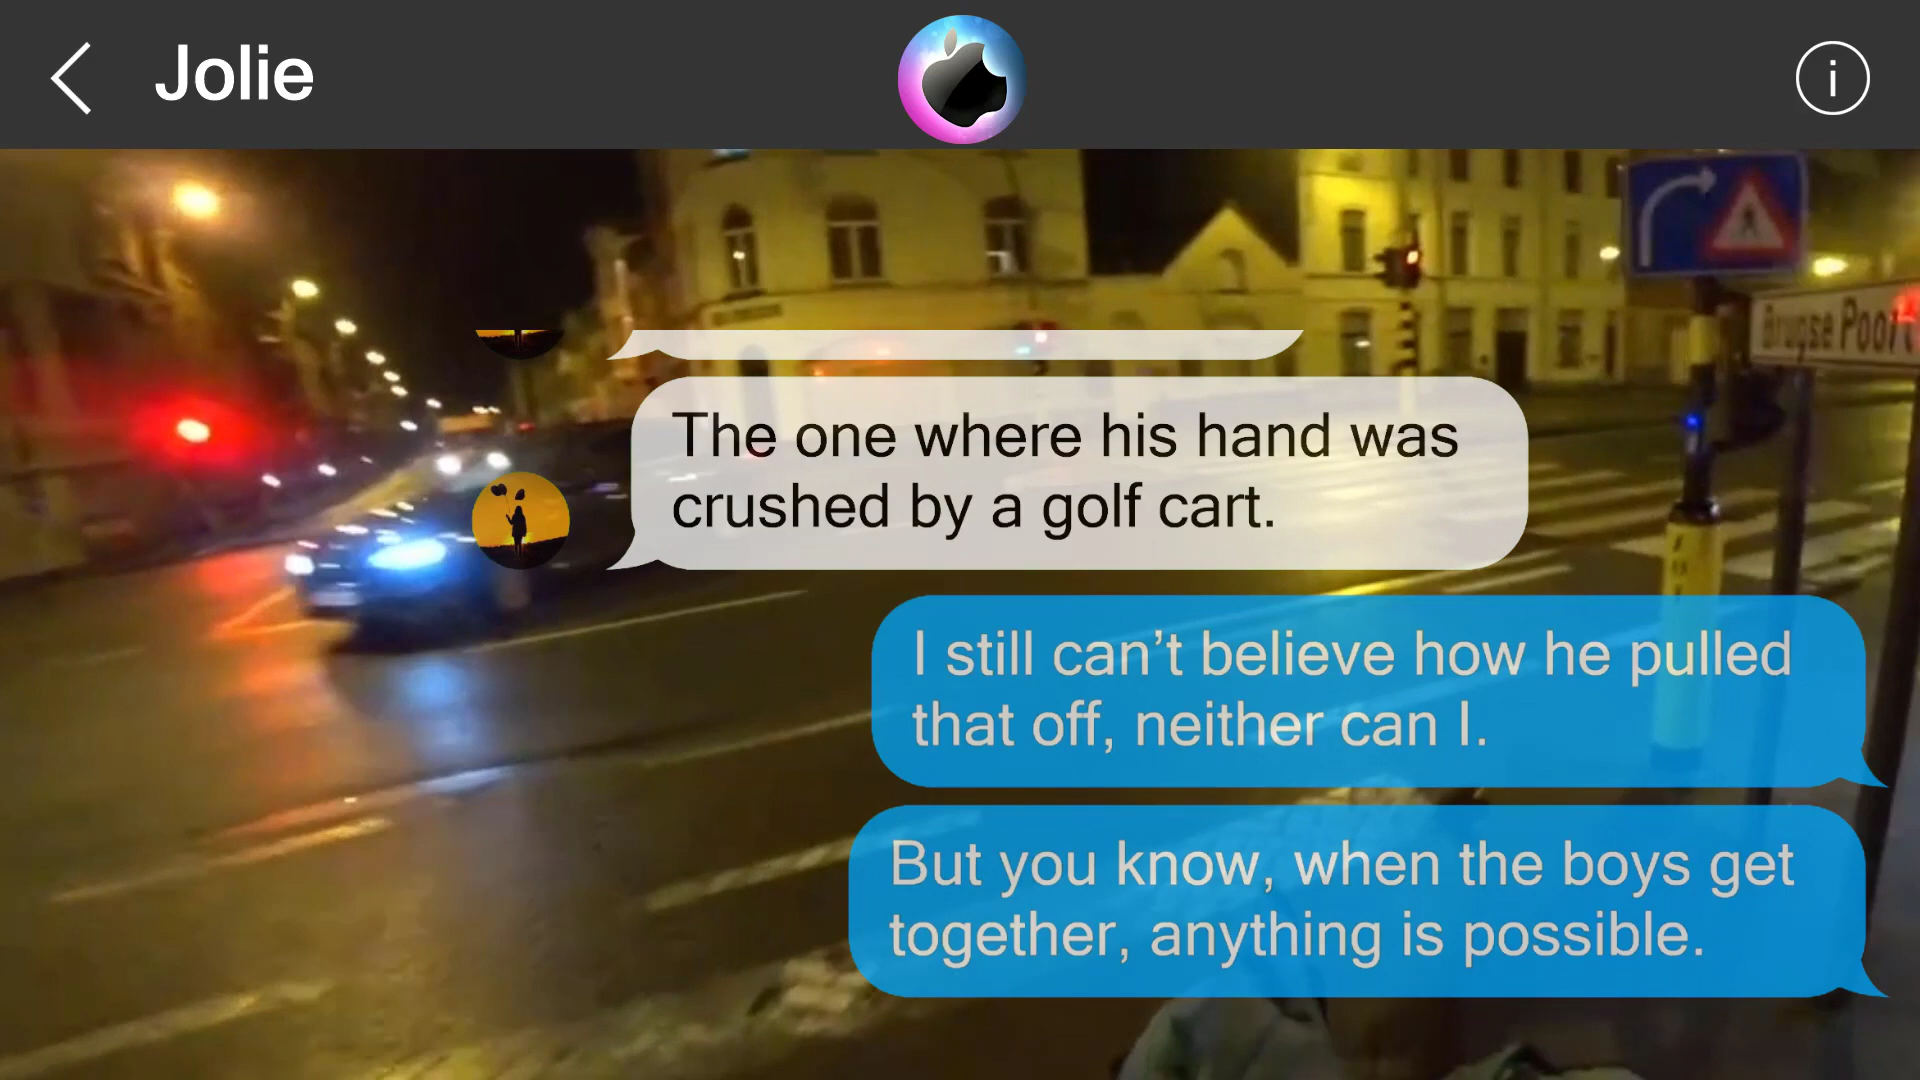 Jolie
i
Brugse Poort
The one where his hand was
crushed by a golf cart.
I still can’t believe how he pulled
that off, neither can I.
But you know, when the boys get
together, anything is possible.